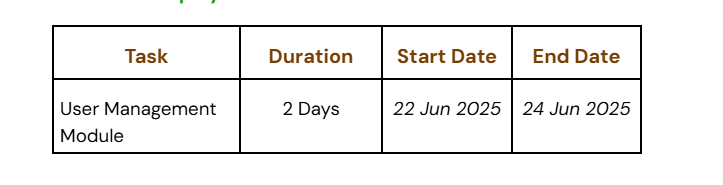 Task Duration Start Date End Date
User Management 2 Days 22 Jun 2025 24 Jun 2025
Module